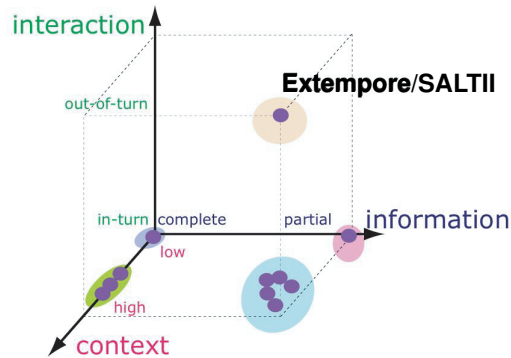 interaction
Extempore/SALTII
out-of-turn
in-turn complete partial information
low
high
context